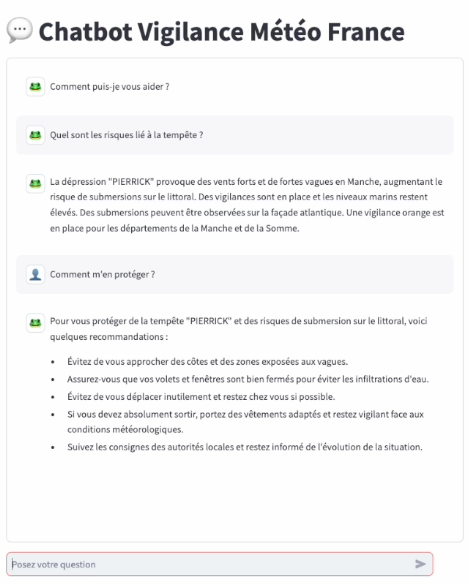 Chatbot Vigilance Météo France
Comment puis-je vous aider ?
Quel sont les risques lié à la tempête ?
La dépression "PIERRICK" provoque des vents forts et de fortes vagues en Manche, augmentant le
risque de submersions sur le littoral. Des vigilances sont en place et les niveaux marins restent
élevés. Des submersions peuvent être observées sur la façade atlantique. Une vigilance orange est
en place pour les départements de la Manche et de la Somme.
Comment m'en protéger ?
Pour vous protéger de la tempête "PIERRICK" et des risques de submersion sur le littoral, voici
quelques recommandations :
• Évitez de vous approcher des côtes et des zones exposées aux vagues.
• Assurez-vous que vos volets et fenêtres sont bien fermés pour éviter les infiltrations d'eau.
• Évitez de vous déplacer inutilement et restez chez vous si possible.
• Si vous devez absolument sortir, portez des vêtements adaptés et restez vigilant face aux
conditions météorologiques.
• Suivez les consignes des autorités locales et restez informé de l'évolution de la situation.
Posez votre question